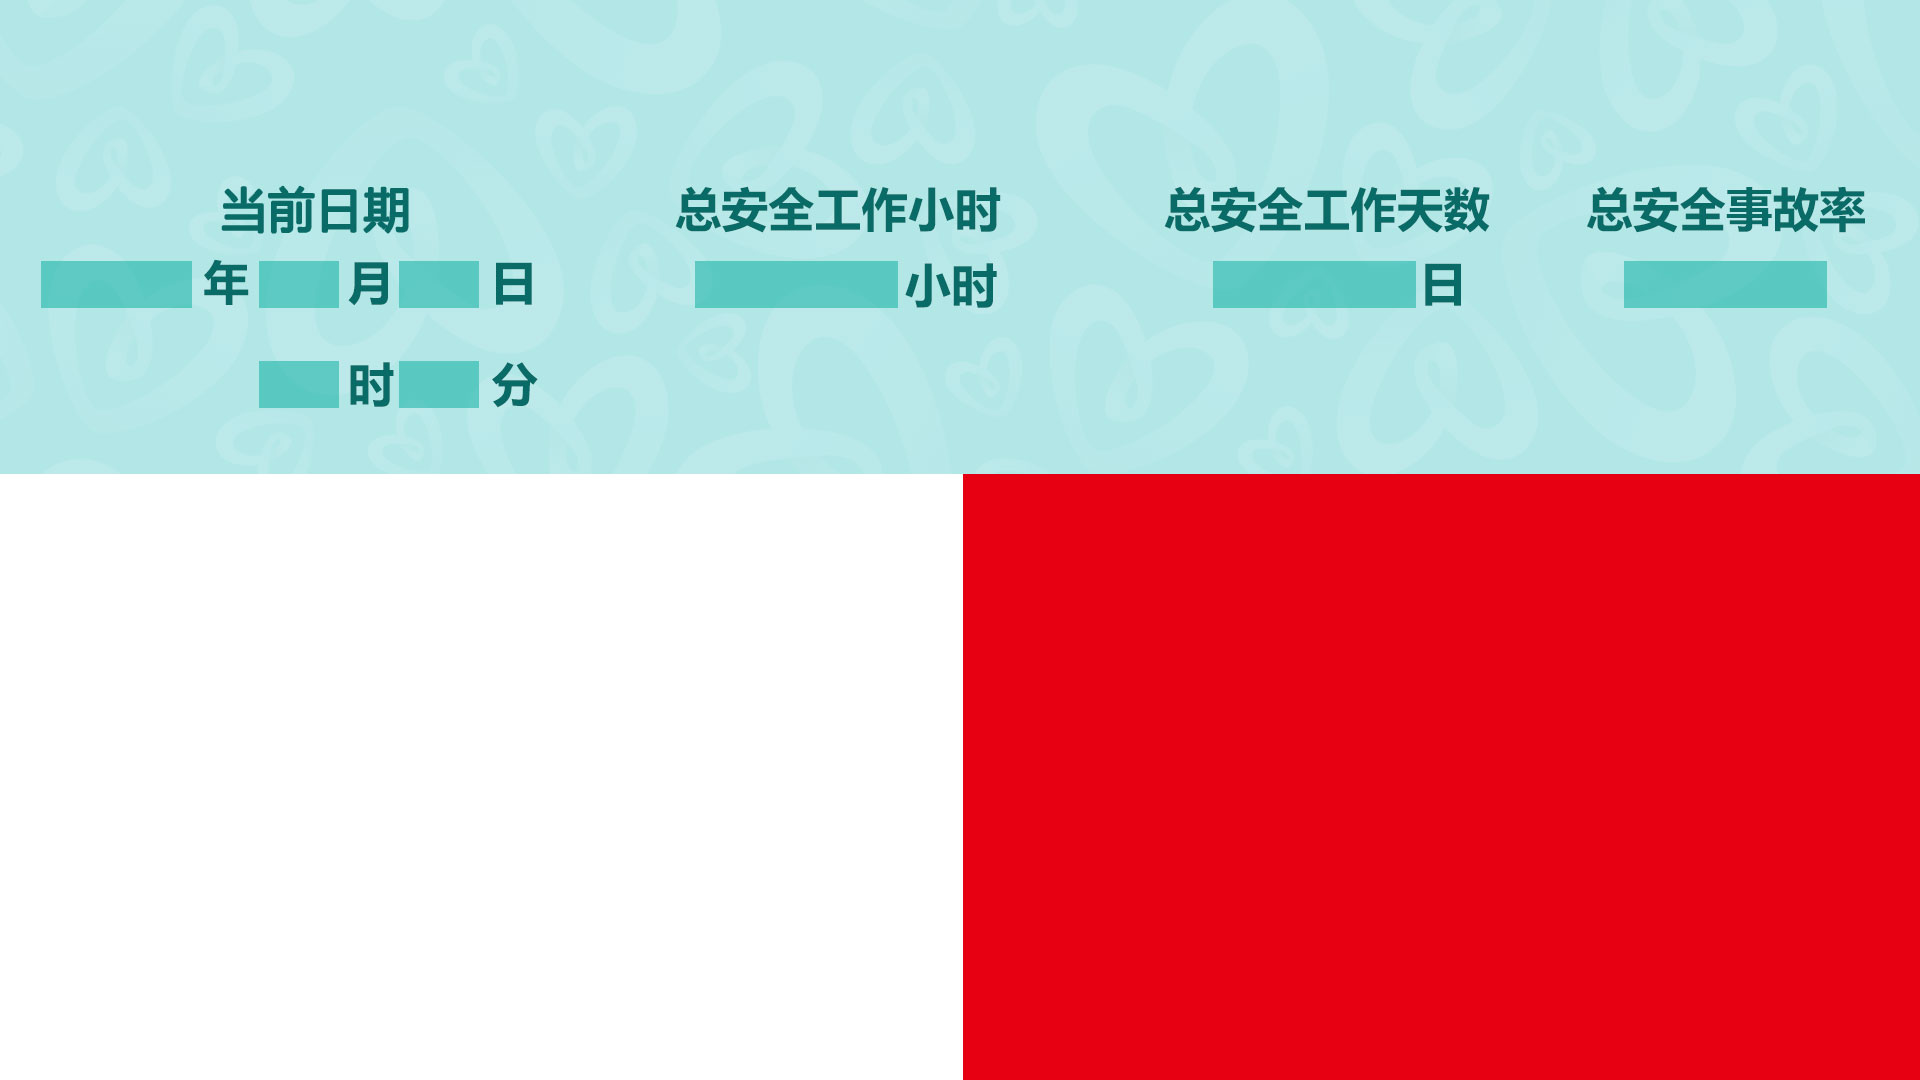 当前日期
年 月 日
时 分
总安全工作小时
小时
总安全工作天数
日
总安全事故率